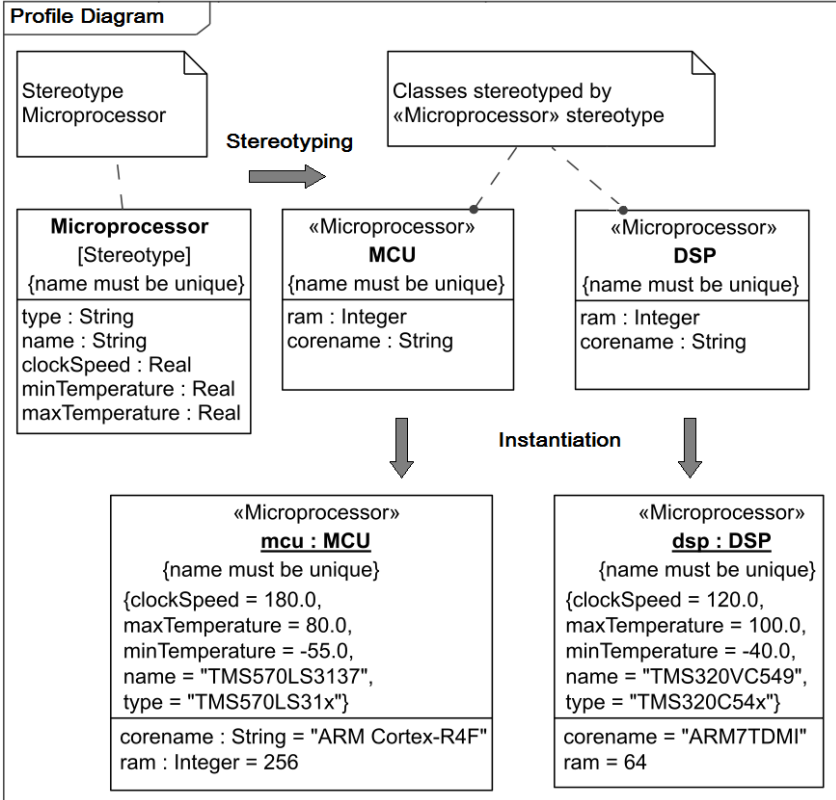 Profile Diagram
Stereotype
Microprocessor
Classes stereotyped by
«Microprocessor» stereotype
Stereotyping
Microprocessor
[Stereotype]
{name must be unique}
type : String
name : String
clockSpeed : Real
minTemperature : Real
maxTemperature : Real
«Microprocessor»
MCU
{name must be unique}
ram : Integer
corename : String
«Microprocessor»
DSP
{name must be unique}
ram : Integer
corename : String
Instantiation
«Microprocessor»
mcu : MCU
{name must be unique}
{clockSpeed = 180.0,
maxTemperature = 80.0,
minTemperature = -55.0,
name = "TMS570LS3137",
type = "TMS570LS31x"}
corename : String = "ARM Cortex-R4F"
ram : Integer = 256
«Microprocessor»
dsp : DSP
{name must be unique}
{clockSpeed = 120.0,
maxTemperature = 100.0,
minTemperature = -40.0,
name = "TMS320VC549",
type = "TMS320C54x"}
corename = "ARM7TDMI"
ram = 64